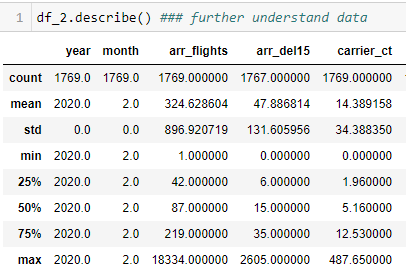 1 df_2.describe() ### further understand data
year month arr_flights arr_del15 carrier_ct
count 1769.0 1769.0 1769.000000 1767.000000 1769.000000
mean 2020.0 2.0 324.628604 47.886814 14.389158
std 0.0 0.0 896.920719 131.605956 34.388350
min 2020.0 2.0 1.000000 0.000000 0.000000
25% 2020.0 2.0 42.000000 6.000000 1.960000
50% 2020.0 2.0 87.000000 15.000000 5.160000
75% 2020.0 2.0 219.000000 35.000000 12.530000
max 2020.0 2.0 18334.000000 2605.000000 487.650000